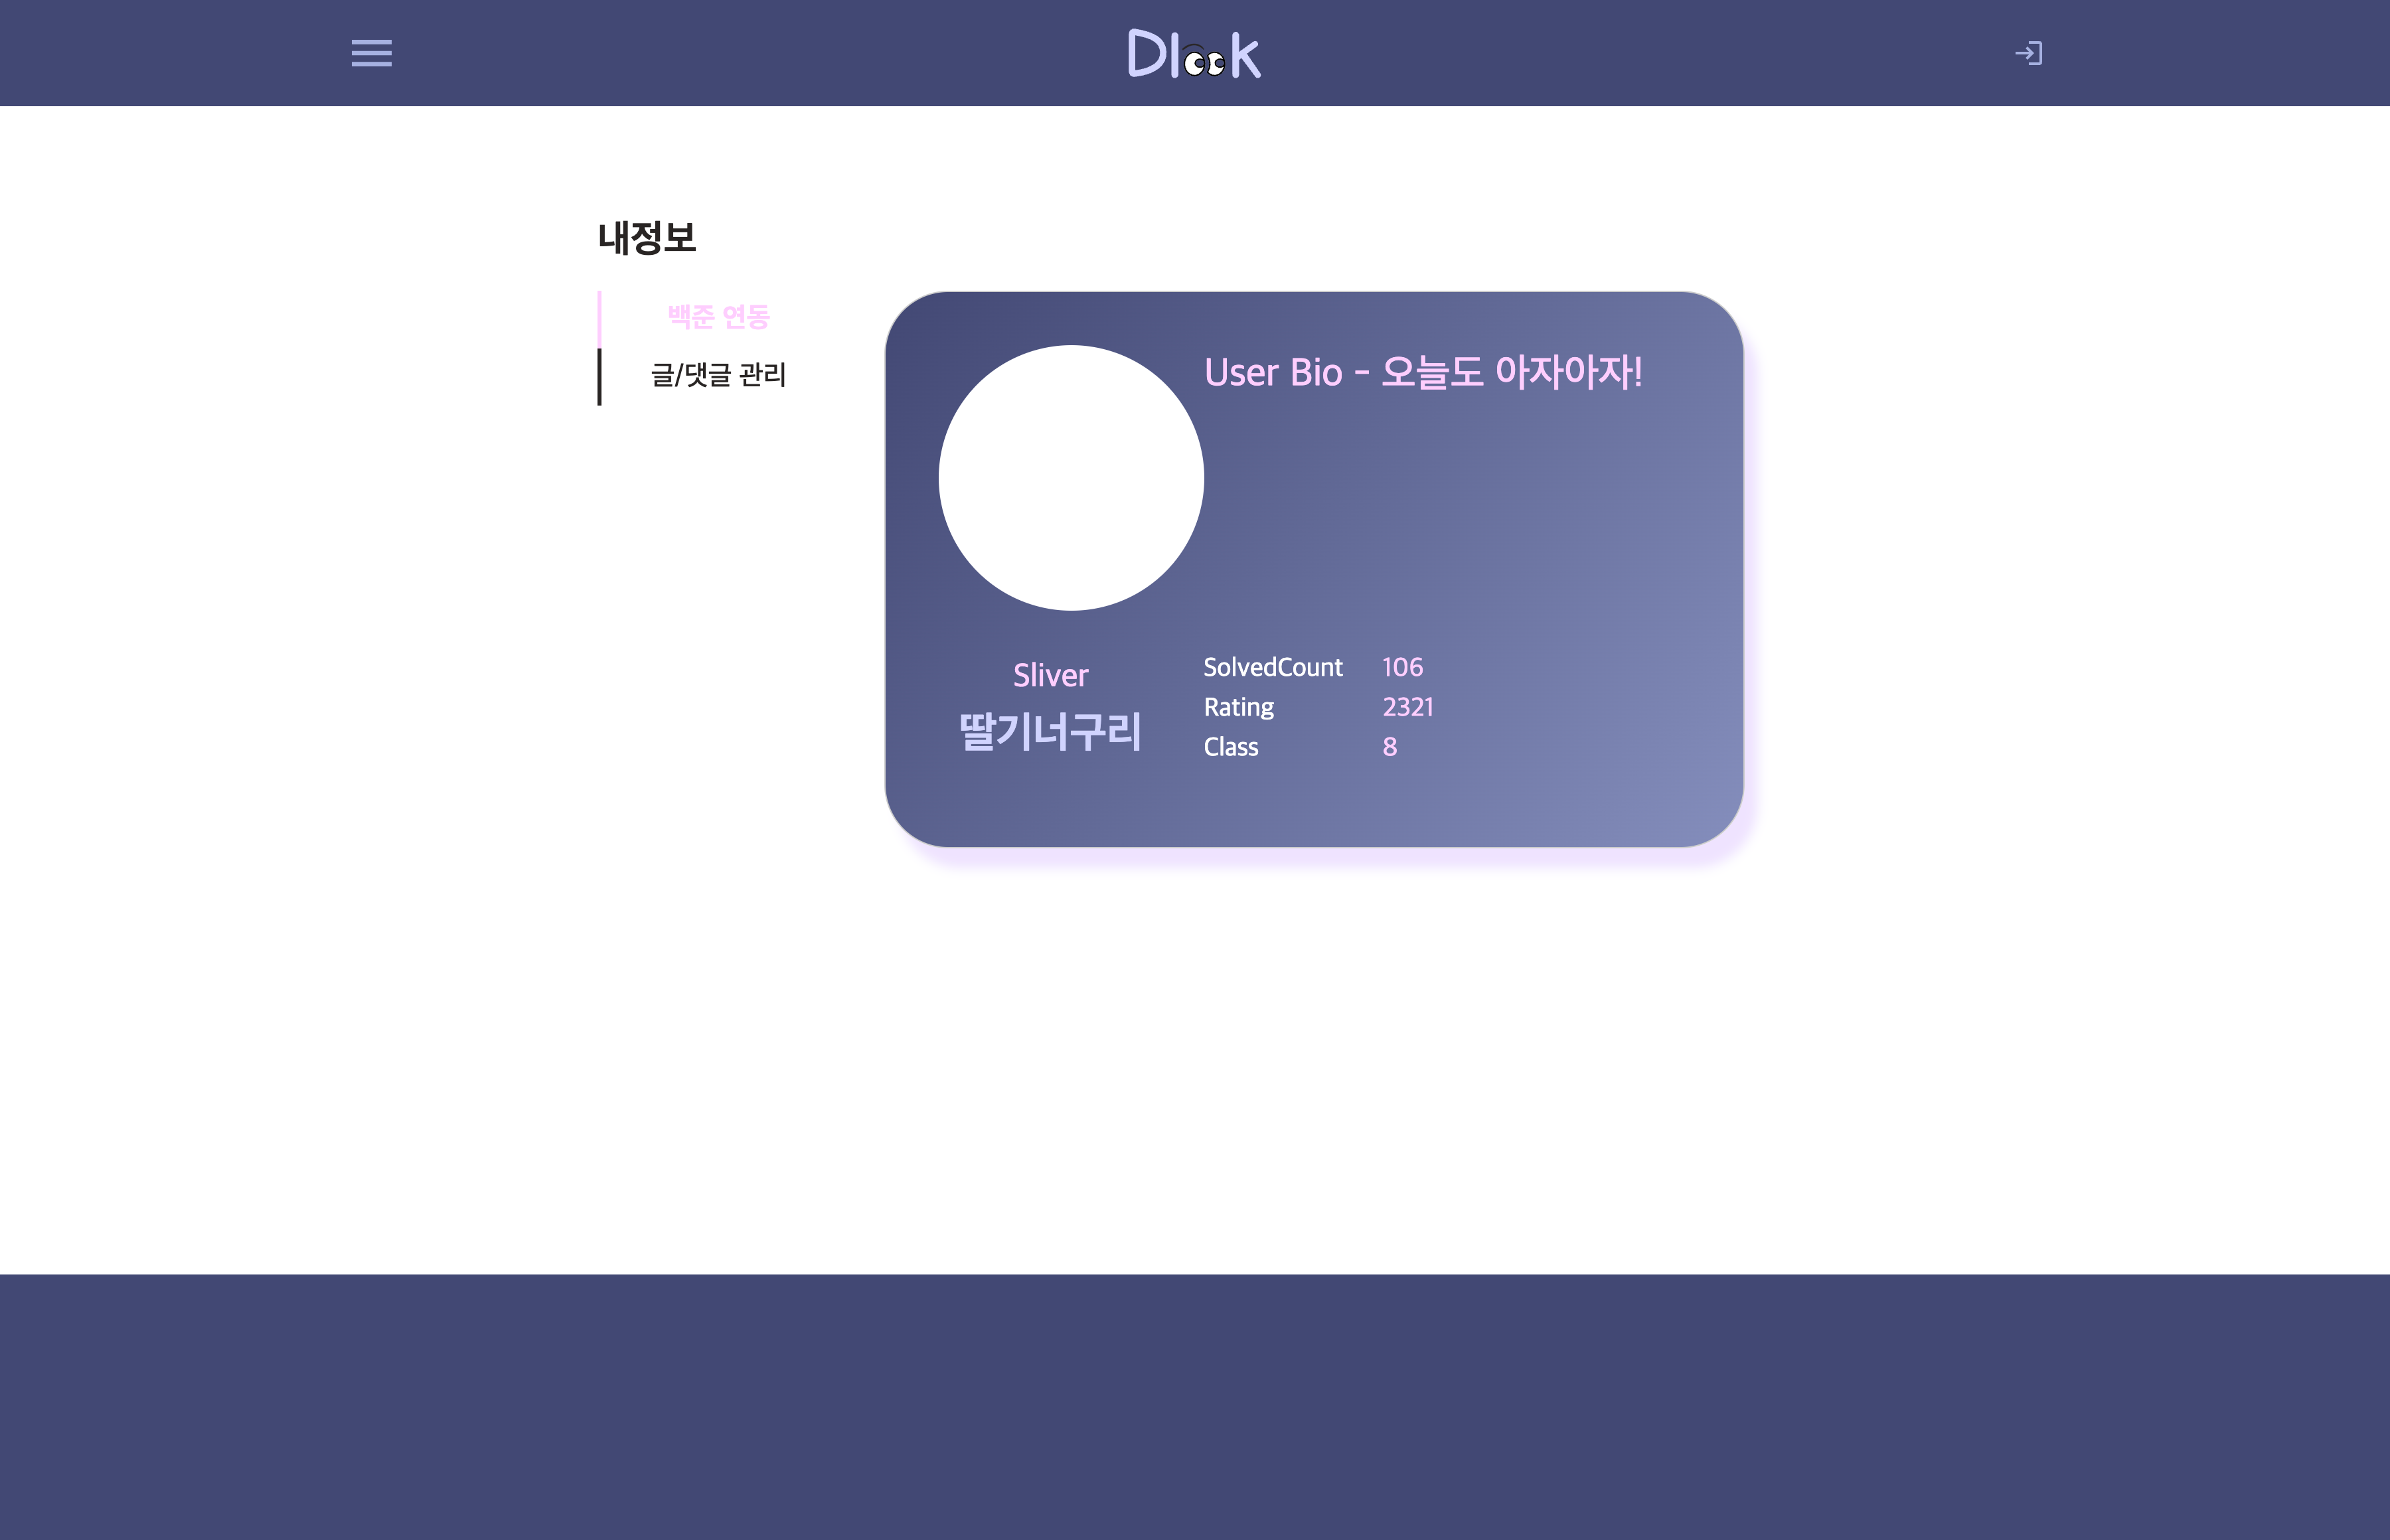 Dlook
내정보
백준 연동
글/댓글 관리
User Bio - 오늘도 아자아자!
Sliver
딸기너구리
SolvedCount 106
Rating 2321
Class 8